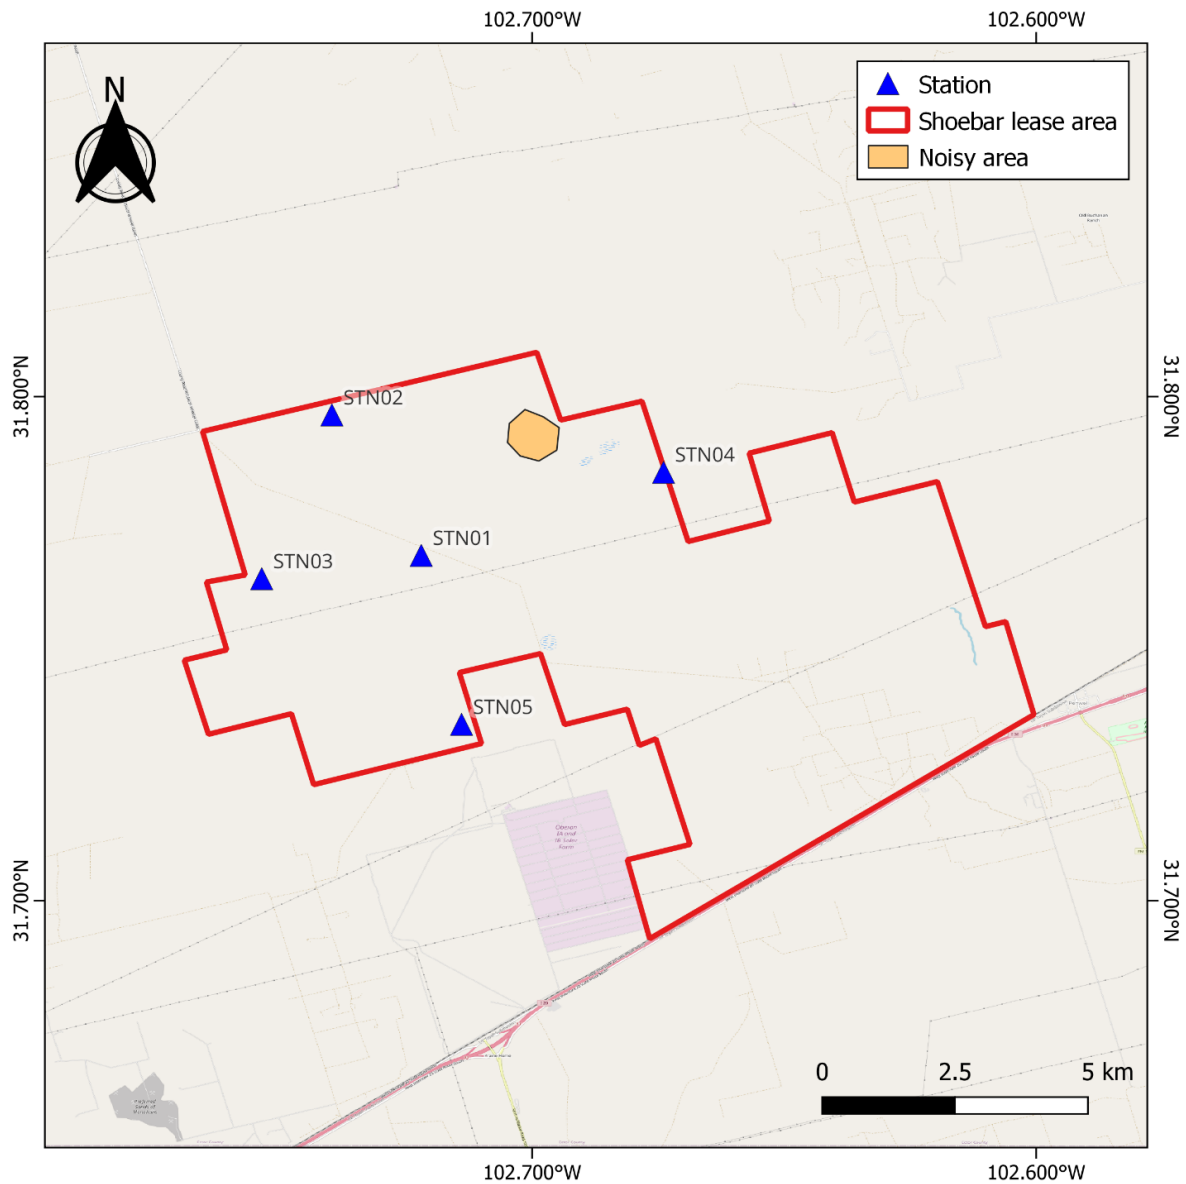 102.700°W
102.600°W
N
Station
Shoebar lease area
Noisy area
31.800°N
31.800°N
STN02
STN04
STN01
STN03
STN05
31.700°N
31.700°N
0
2.5
5 km
102.700°W
102.600°W